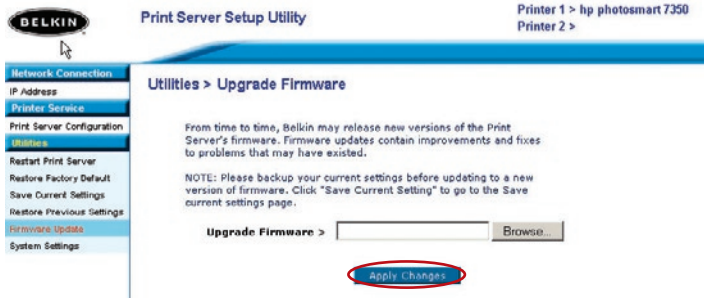 BELKIN
Print Server Setup Utility
Printer 1 > hp photosmart 7350
Printer 2 >
Network Connection
IP Address
Printer Service
Print Server Configuration
Utilities
Restart Print Server
Restore Factory Default
Save Current Settings
Restore Previous Settings
Firmware Update
System Settings
Utilities > Upgrade Firmware
From time to time, Belkin may release new versions of the Print
Server's firmware. Firmware updates contain improvements and fixes
to problems that may have existed.
NOTE: Please backup your current settings before updating to a new
version of firmware. Click "Save Current Setting" to go to the Save
current settings page.
Upgrade Firmware > Browse...
Apply Changes